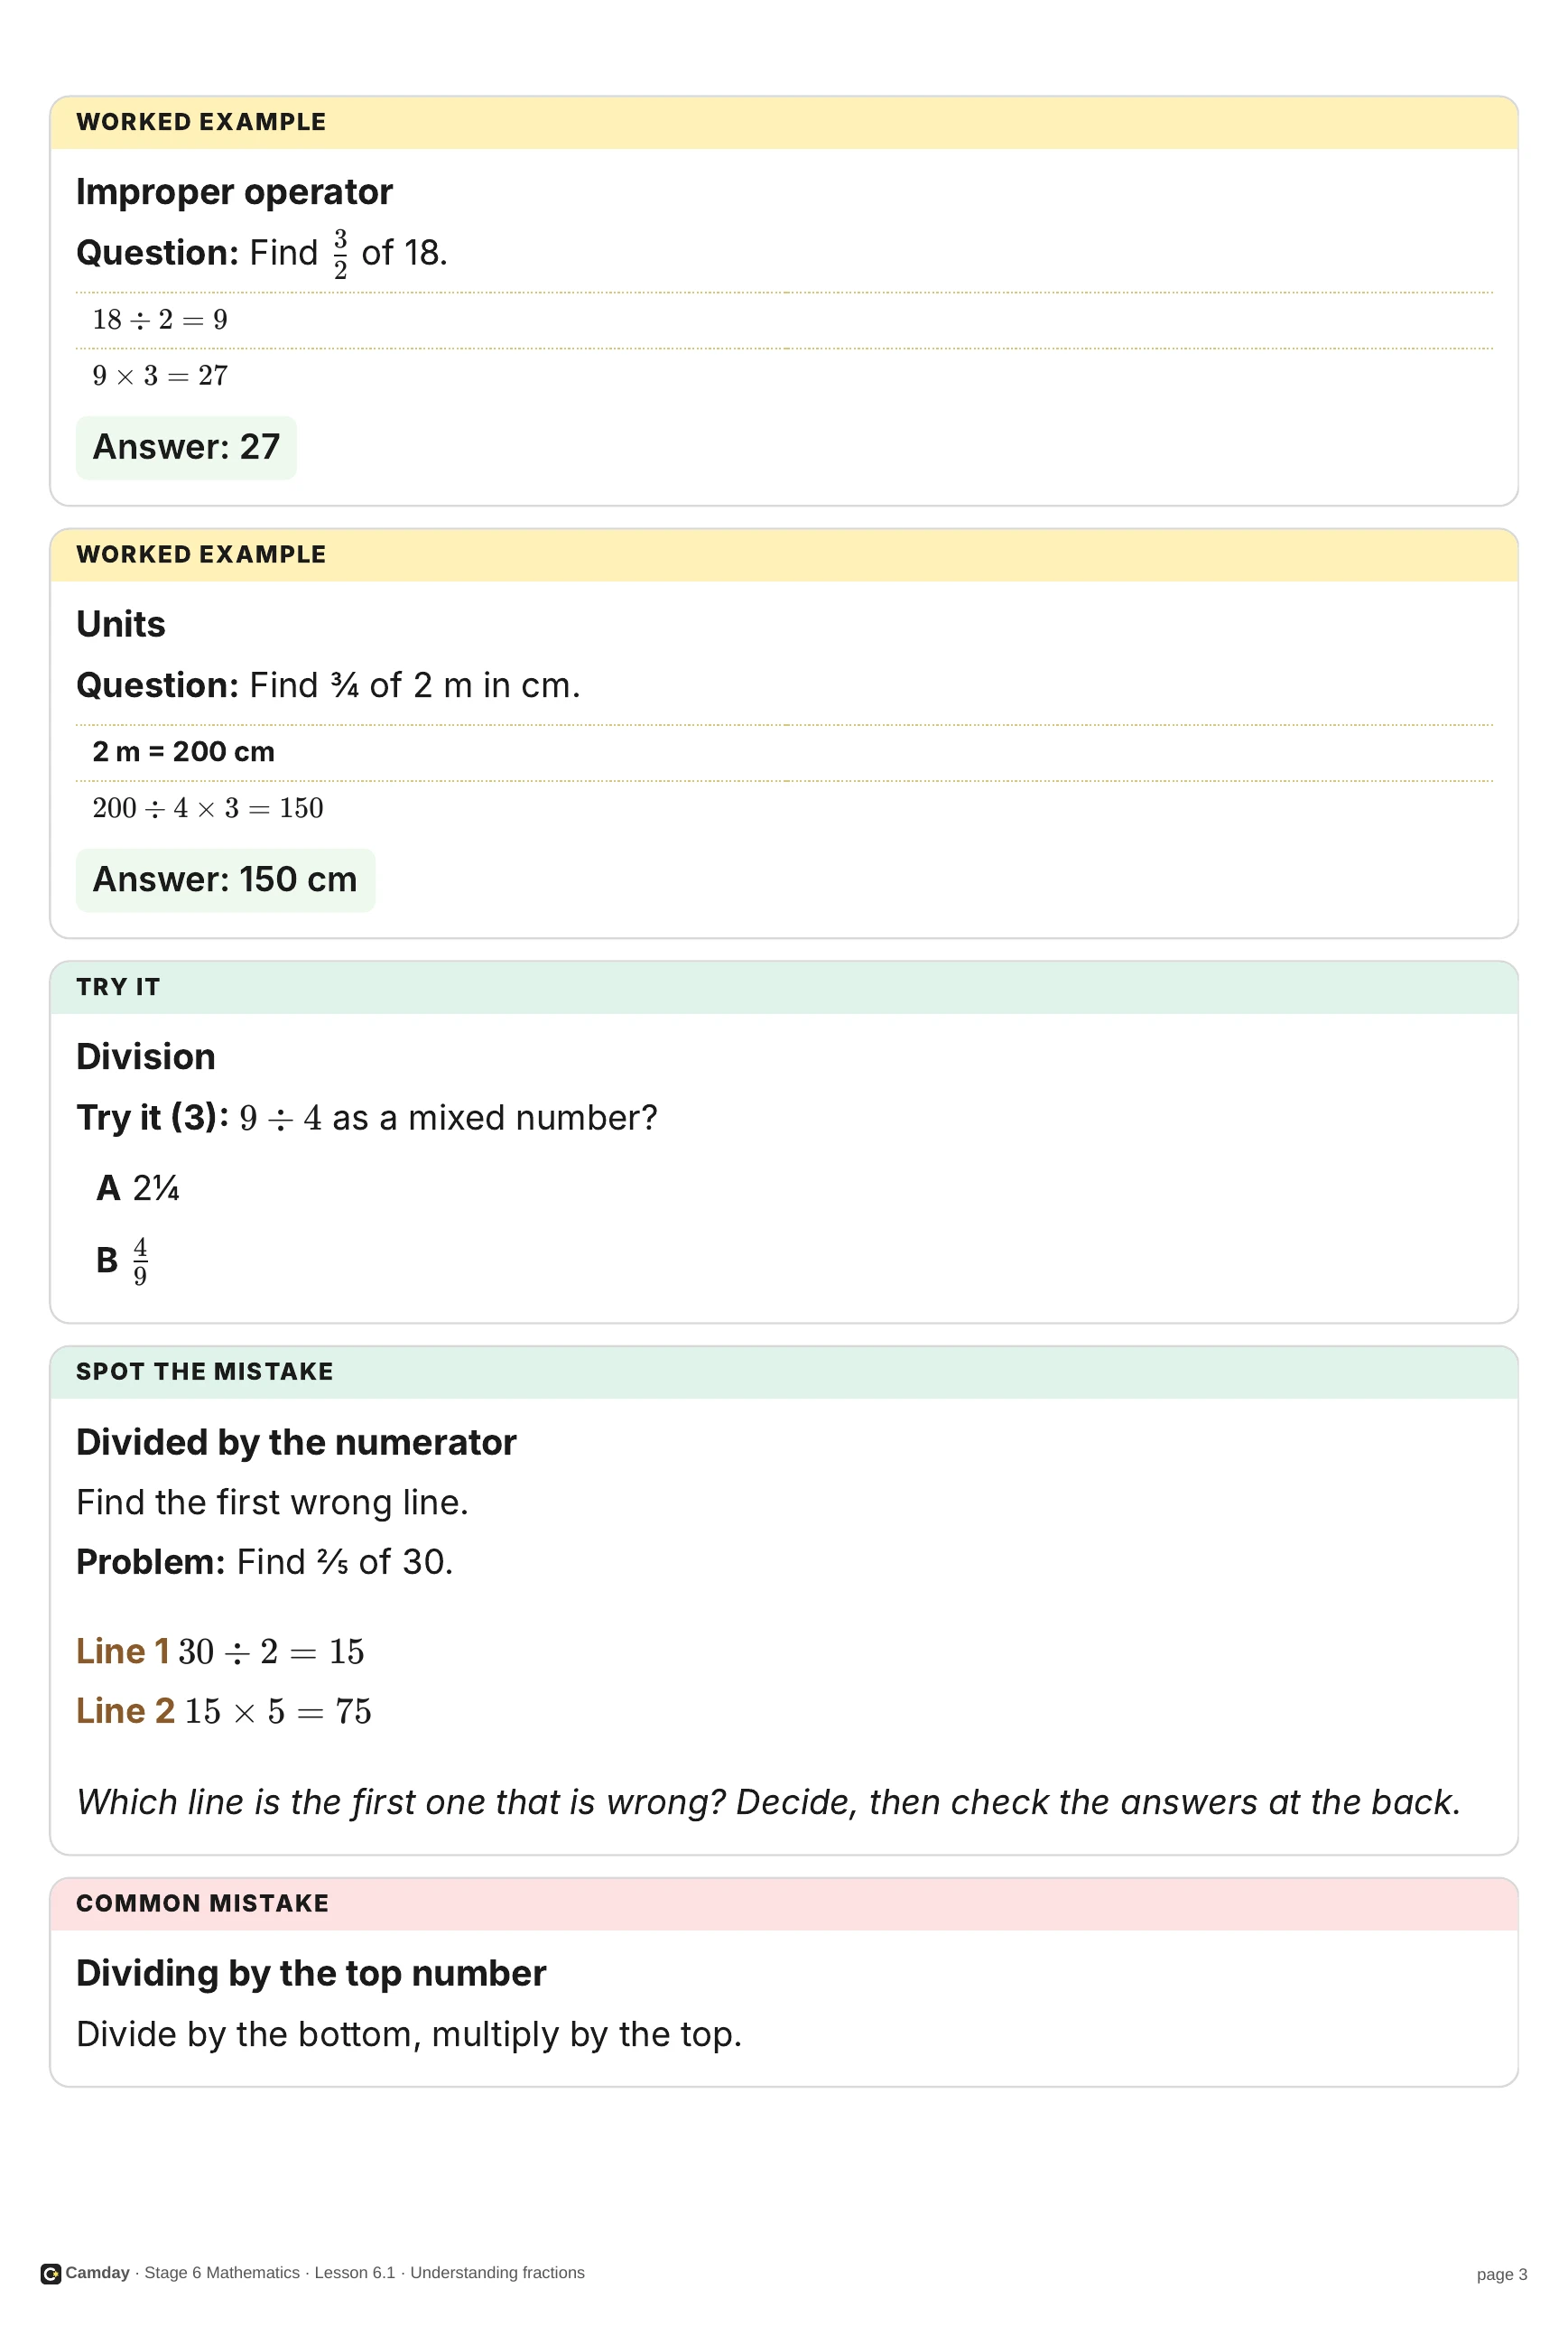 WORKED EXAMPLE
Improper operator
Question: Find 3/2 of 18.
18 ÷ 2 = 9
9 × 3 = 27
Answer: 27
WORKED EXAMPLE
Units
Question: Find ¾ of 2 m in cm.
2 m = 200 cm
200 ÷ 4 × 3 = 150
Answer: 150 cm
TRY IT
Division
Try it (3): 9 ÷ 4 as a mixed number?
A 2¼
B 4/9
SPOT THE MISTAKE
Divided by the numerator
Find the first wrong line.
Problem: Find ⅖ of 30.
Line 1 30 ÷ 2 = 15
Line 2 15 × 5 = 75
Which line is the first one that is wrong? Decide, then check the answers at the back.
COMMON MISTAKE
Dividing by the top number
Divide by the bottom, multiply by the top.
Camday · Stage 6 Mathematics · Lesson 6.1 · Understanding fractions
page 3